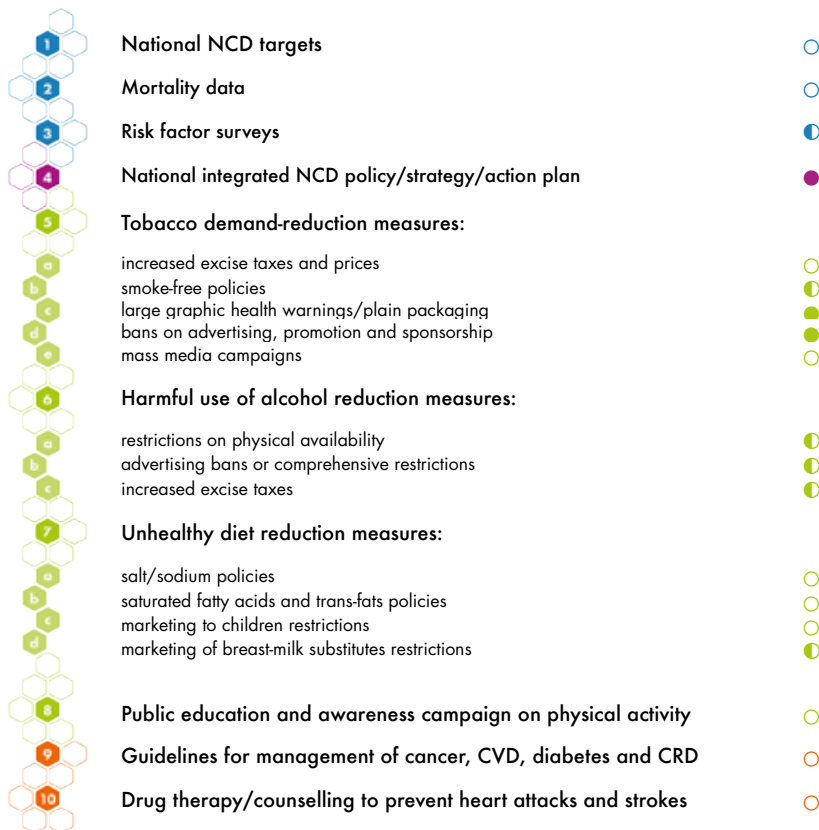 1 National NCD targets
2 Mortality data
3 Risk factor surveys
4 National integrated NCD policy/strategy/action plan
5 Tobacco demand-reduction measures:
a increased excise taxes and prices
b smoke-free policies
c large graphic health warnings/plain packaging
d bans on advertising, promotion and sponsorship
e mass media campaigns
6 Harmful use of alcohol reduction measures:
a restrictions on physical availability
b advertising bans or comprehensive restrictions
c increased excise taxes
7 Unhealthy diet reduction measures:
a salt/sodium policies
b saturated fatty acids and trans-fats policies
c marketing to children restrictions
d marketing of breast-milk substitutes restrictions
8 Public education and awareness campaign on physical activity
9 Guidelines for management of cancer, CVD, diabetes and CRD
10 Drug therapy/counselling to prevent heart attacks and strokes